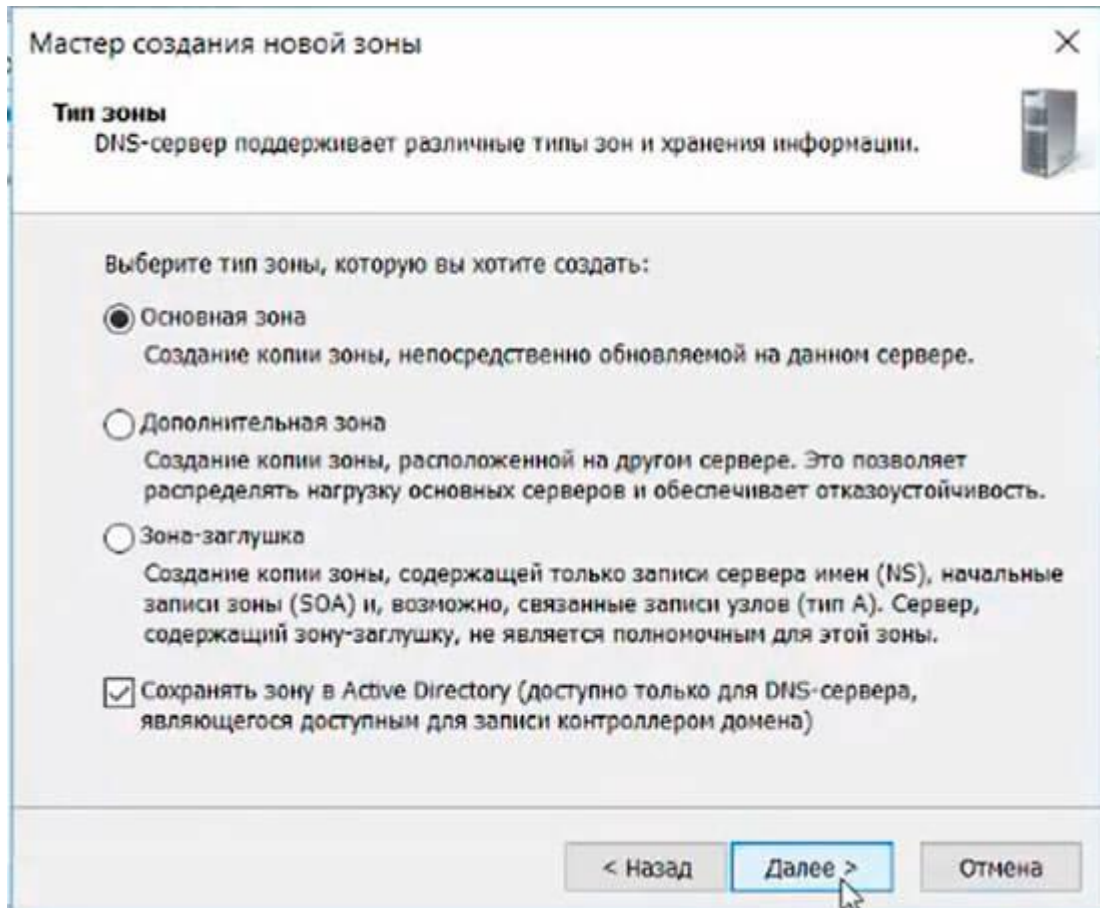 Мастер создания новой зоны
Тип зоны
DNS-сервер поддерживает различные типы зон и хранения информации.
Выберите тип зоны, которую вы хотите создать:
Основная зона
Создание копии зоны, непосредственно обновляемой на данном сервере.
Дополнительная зона
Создание копии зоны, расположенной на другом сервере. Это позволяет
распределять нагрузку основных серверов и обеспечивает отказоустойчивость.
Зона-заглушка
Создание копии зоны, содержащей только записи сервера имен (NS), начальные
записи зоны (SOA) и, возможно, связанные записи узлов (тип A). Сервер,
содержащий зону-заглушку, не является полномочным для этой зоны.
Сохранять зону в Active Directory (доступно только для DNS-сервера,
являющегося доступным для записи контроллером домена)
< Назад
Далее >
Отмена